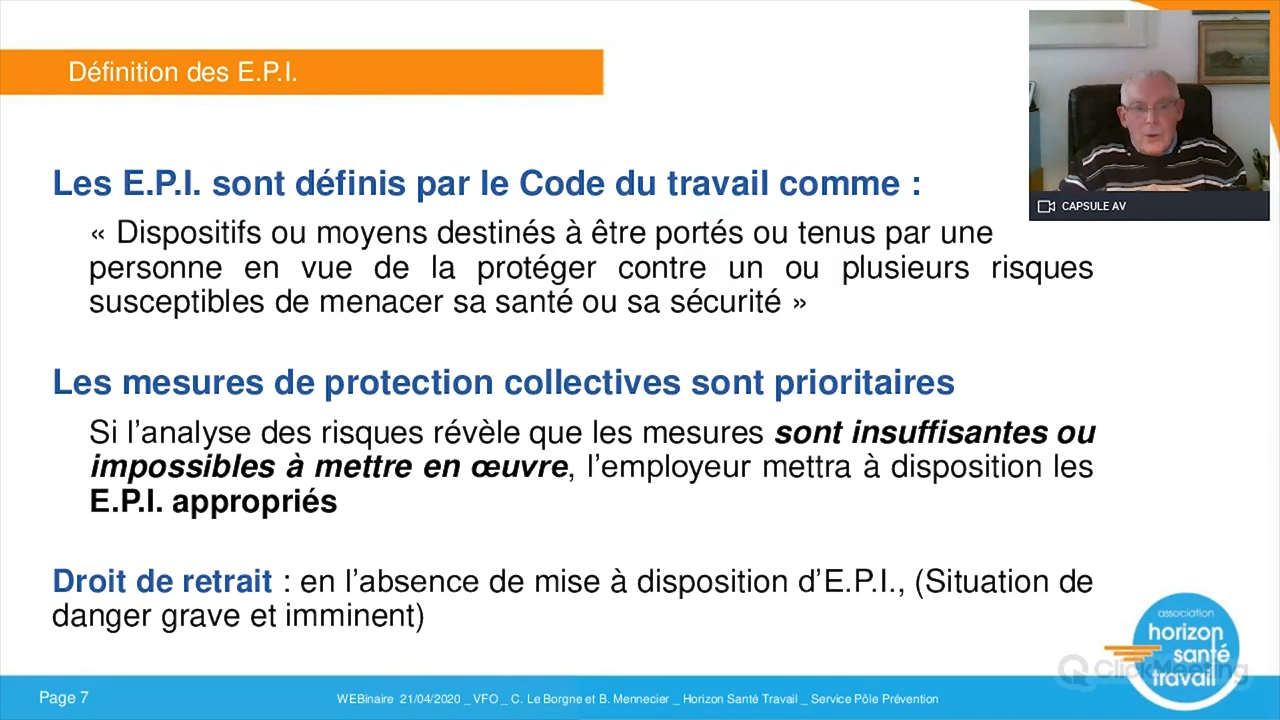 Définition des E.P.I.
CAPSULE AV
Les E.P.I. sont définis par le Code du travail comme :
« Dispositifs ou moyens destinés à être portés ou tenus par une
personne en vue de la protéger contre un ou plusieurs risques
susceptibles de menacer sa santé ou sa sécurité »
Les mesures de protection collectives sont prioritaires
Si l’analyse des risques révèle que les mesures sont insuffisantes ou
impossibles à mettre en œuvre, l’employeur mettra à disposition les
E.P.I. appropriés
Droit de retrait : en l’absence de mise à disposition d’E.P.I., (Situation de
danger grave et imminent)
association
horizon
santé
travail
ClickMeeting
Page 7
WEBinaire 21/04/2020 _ VFO _ C. Le Borgne et B. Mennecier _ Horizon Santé Travail _ Service Pôle Prévention